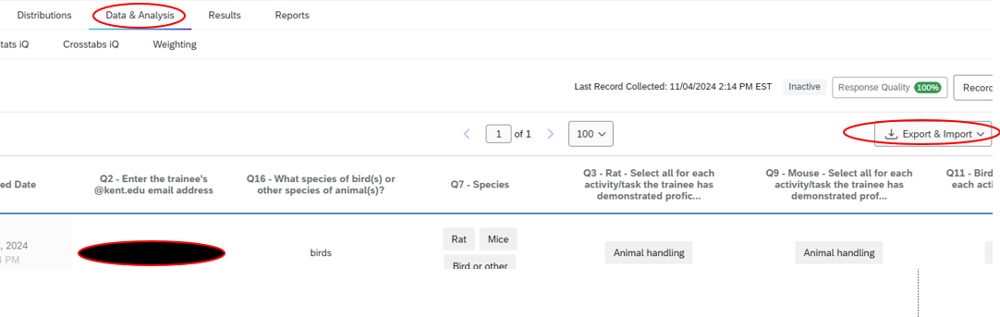 Distributions Data & Analysis Results Reports
tats iQ Crosstabs iQ Weighting
Last Record Collected: 11/04/2024 2:14 PM EST Inactive Response Quality 100% Record
1 of 1 100 Export & Import
ed Date
Q2 - Enter the trainee's
@kent.edu email address
Q16 - What species of bird(s) or
other species of animal(s)?
Q7 - Species
Q3 - Rat - Select all for each
activity/task the trainee has
demonstrated profic...
Q9 - Mouse - Select all for each
activity/task the trainee has
demonstrated prof...
Q11 - Bird
each acti
, 2024
PM
birds
Rat Mice
Bird or other
Animal handling
Animal handling